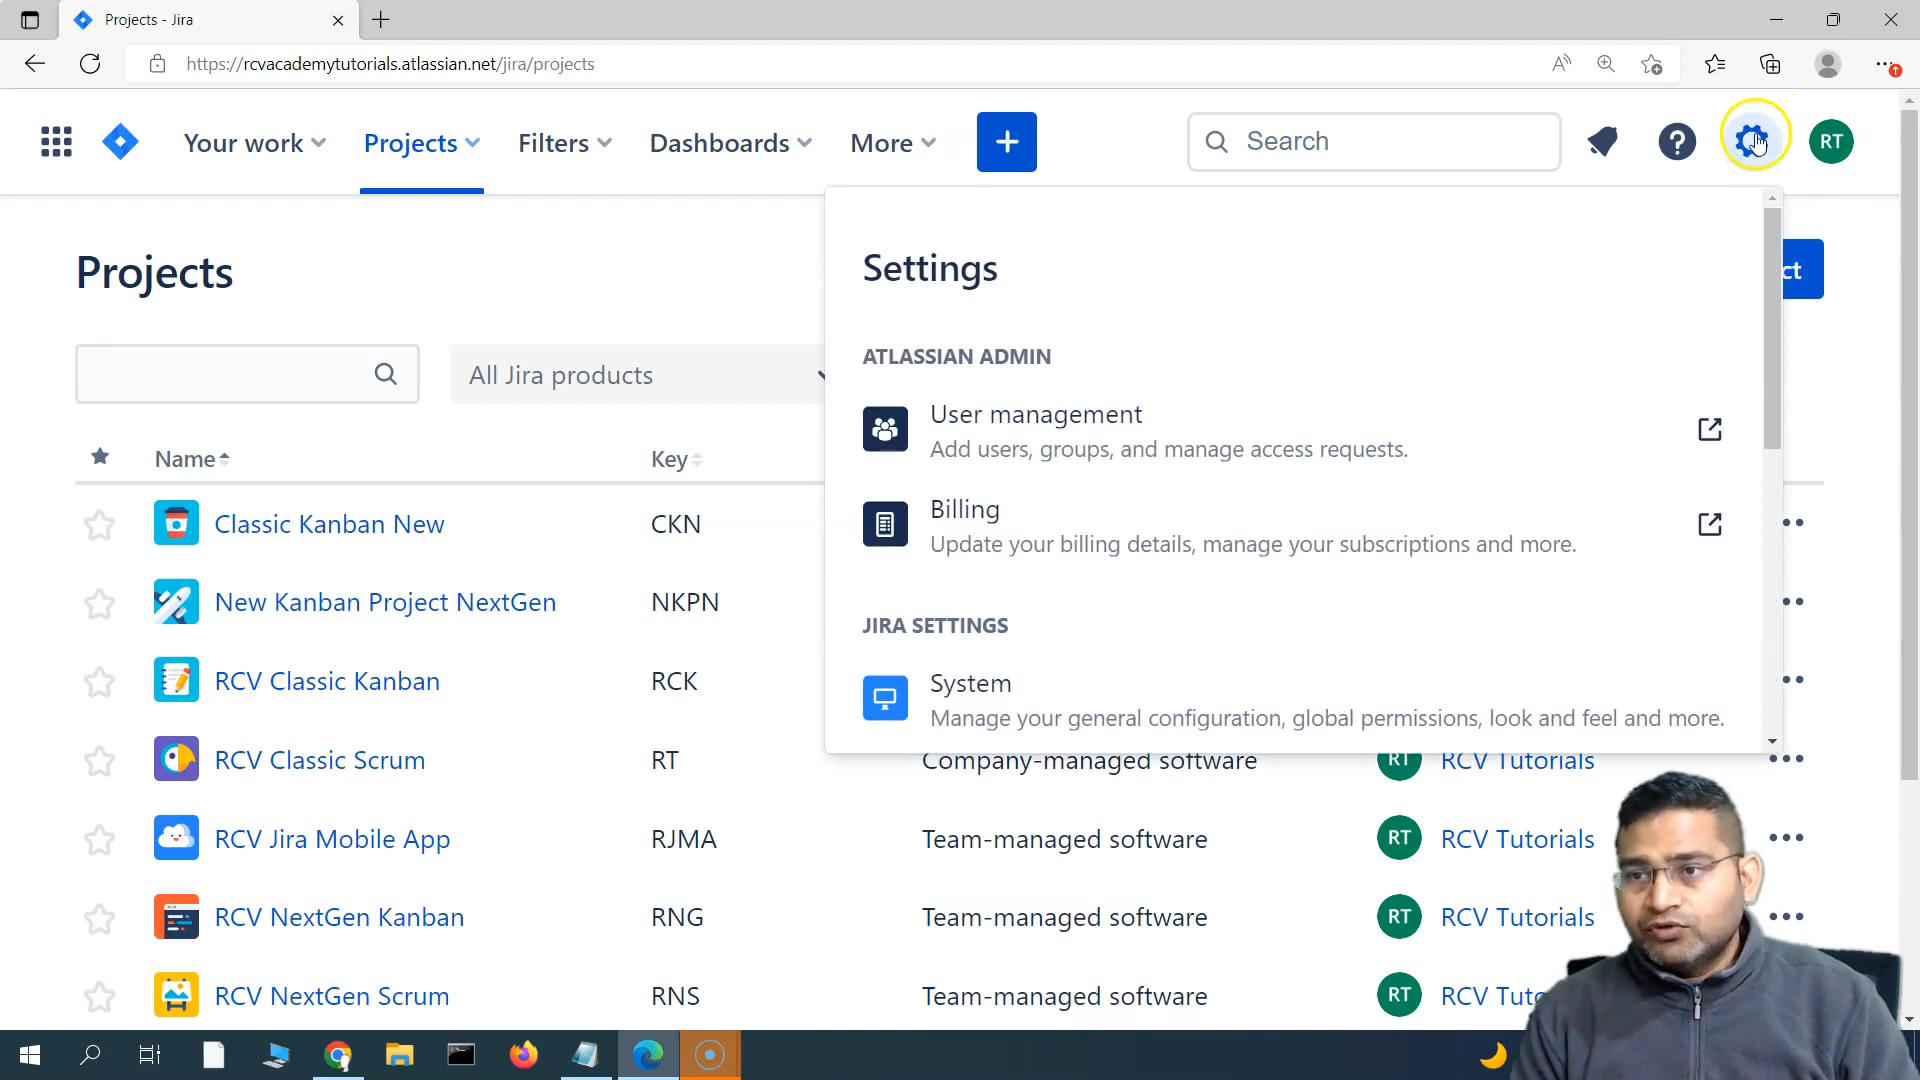 Projects - Jira
https://rcvacademytutorials.atlassian.net/jira/projects
Your work Projects Filters Dashboards More + Search RT
Projects
ct
Settings
All Jira products
ATLASSIAN ADMIN
User management
Add users, groups, and manage access requests.
Billing
Update your billing details, manage your subscriptions and more.
JIRA SETTINGS
System
Manage your general configuration, global permissions, look and feel and more.
Name Key
Classic Kanban New CKN
New Kanban Project NextGen NKPN
RCV Classic Kanban RCK
RCV Classic Scrum RT Company-managed software RT RCV Tutorials
RCV Jira Mobile App RJMA Team-managed software RT RCV Tutorials
RCV NextGen Kanban RNG Team-managed software RT RCV Tutorials
RCV NextGen Scrum RNS Team-managed software RT RCV Tuto